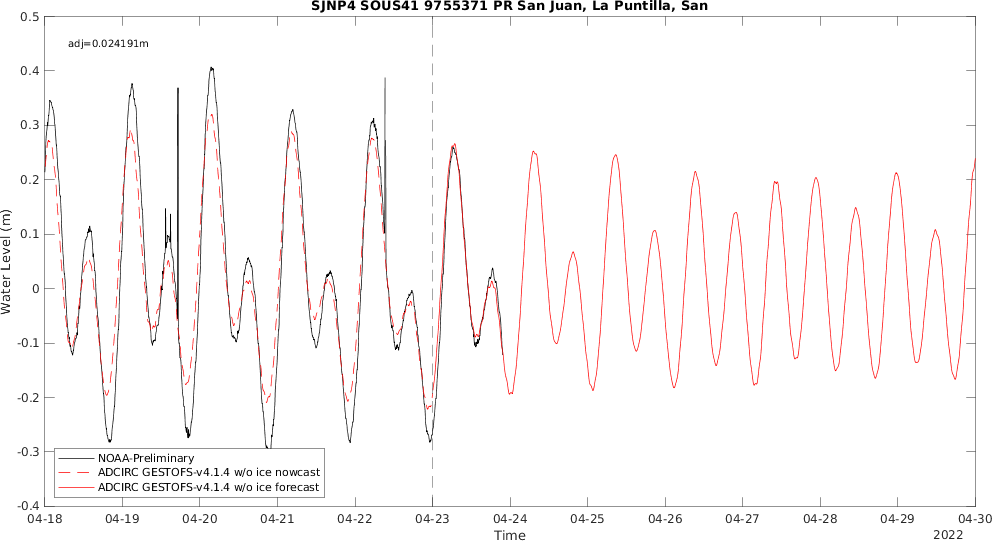 SJNP4 SOUS41 9755371 PR San Juan, La Puntilla, San
adj=0.024191m
0.5
0.4
0.3
0.2
0.1
0
-0.1
-0.2
-0.3
-0.4
Water Level (m)
NOAA-Preliminary
ADCIRC GESTOFS-v4.1.4 w/o ice nowcast
ADCIRC GESTOFS-v4.1.4 w/o ice forecast
04-18 04-19 04-20 04-21 04-22 04-23 04-24 04-25 04-26 04-27 04-28 04-29 04-30
Time
2022